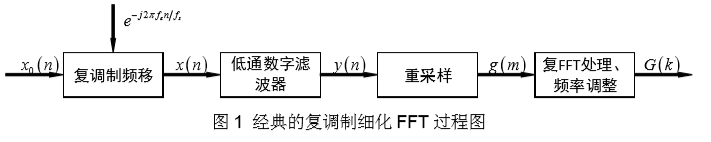 e^{-j2πf_e n/f_s}
x₀(n) 复调制频移 x(n) 低通数字滤波器 y(n) 重采样 g(m) 复FFT处理、频率调整 G(k)
图 1 经典的复调制细化 FFT 过程图